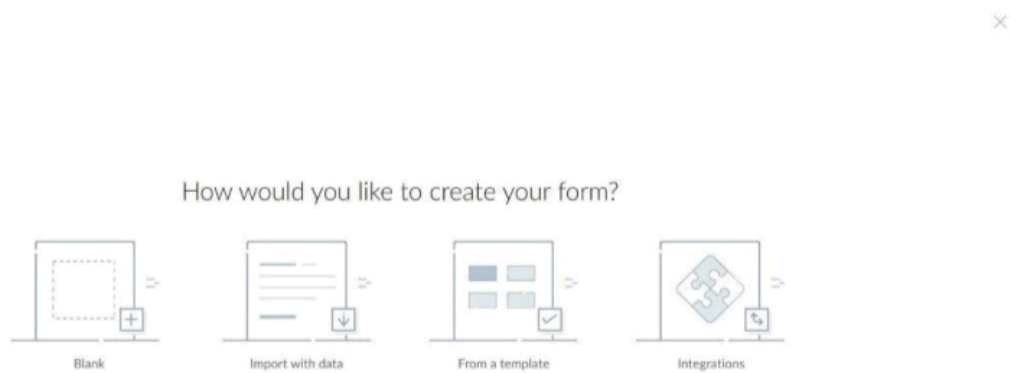 How would you like to create your form?
Blank
Import with data
From a template
Integrations